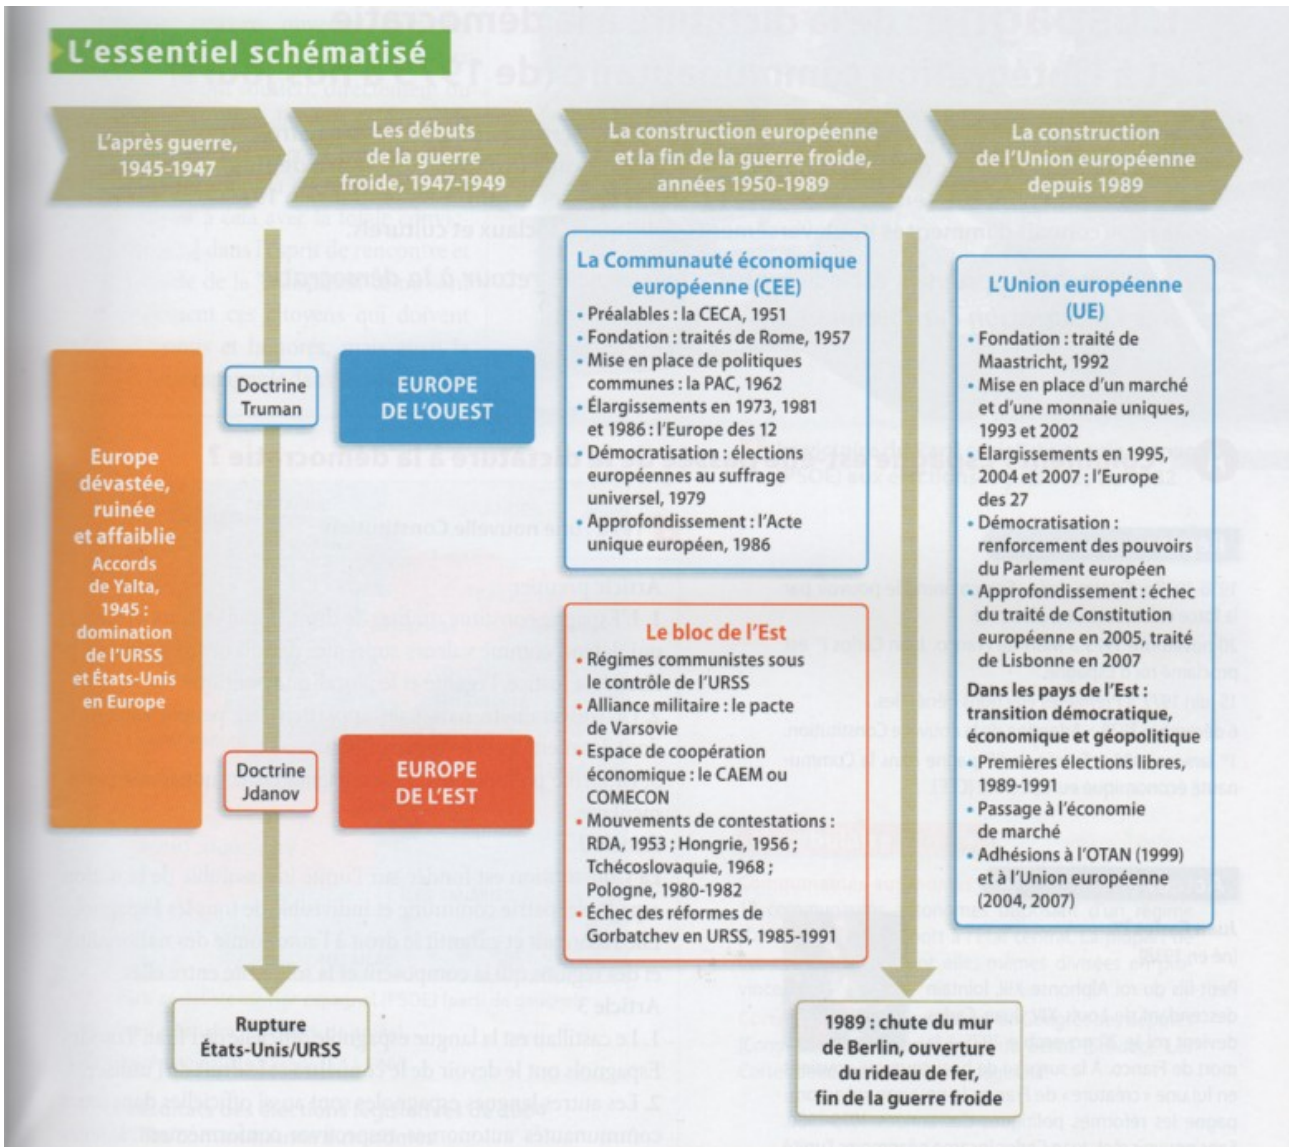 L'essentiel schématisé
L'après guerre,
1945-1947
Les débuts
de la guerre
froide, 1947-1949
La construction européenne
et la fin de la guerre froide,
années 1950-1989
La construction
de l'Union européenne
depuis 1989
Europe
dévastée,
ruinée
et affaiblie
Accords
de Yalta,
1945 :
domination
de l'URSS
et États-Unis
en Europe
Doctrine
Truman
EUROPE
DE L'OUEST
Doctrine
Jdanov
EUROPE
DE L'EST
Rupture
États-Unis/URSS
La Communauté économique
européenne (CEE)
• Préalables : la CECA, 1951
• Fondation : traités de Rome, 1957
• Mise en place de politiques
communes : la PAC, 1962
• Élargissements en 1973, 1981
et 1986 : l'Europe des 12
• Démocratisation : élections
européennes au suffrage
universel, 1979
• Approfondissement : l'Acte
unique européen, 1986
Le bloc de l'Est
• Régimes communistes sous
le contrôle de l'URSS
• Alliance militaire : le pacte
de Varsovie
• Espace de coopération
économique : le CAEM ou
COMECON
• Mouvements de contestations :
RDA, 1953 ; Hongrie, 1956 ;
Tchécoslovaquie, 1968 ;
Pologne, 1980-1982
• Échec des réformes de
Gorbatchev en URSS, 1985-1991
1989 : chute du mur
de Berlin, ouverture
du rideau de fer,
fin de la guerre froide
L'Union européenne
(UE)
• Fondation : traité de
Maastricht, 1992
• Mise en place d'un marché
et d'une monnaie uniques,
1993 et 2002
• Élargissements en 1995,
2004 et 2007 : l'Europe
des 27
• Démocratisation :
renforcement des pouvoirs
du Parlement européen
• Approfondissement : échec
du traité de Constitution
européenne en 2005, traité
de Lisbonne en 2007
Dans les pays de l'Est :
transition démocratique,
économique et géopolitique
• Premières élections libres,
1989-1991
• Passage à l'économie
de marché
• Adhésions à l'OTAN (1999)
et à l'Union européenne
(2004, 2007)